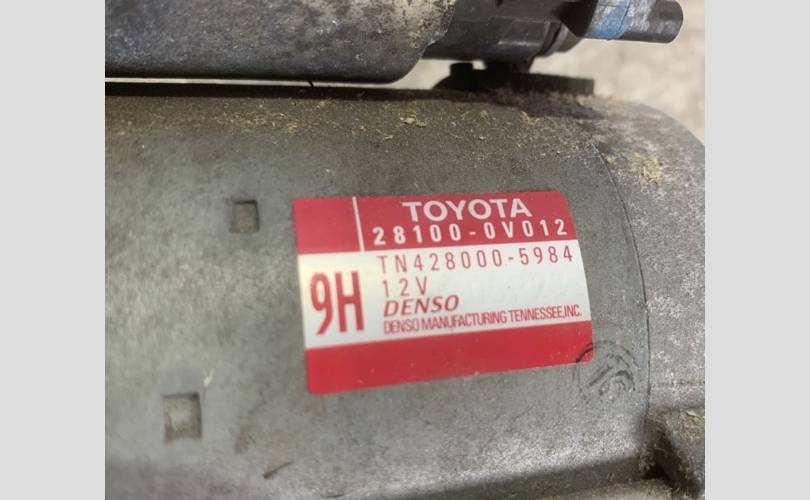 TOYOTA
28100-0V012
TN428000-5984
12V
9H
DENSO
DENSO MANUFACTURING TENNESSEE,INC.